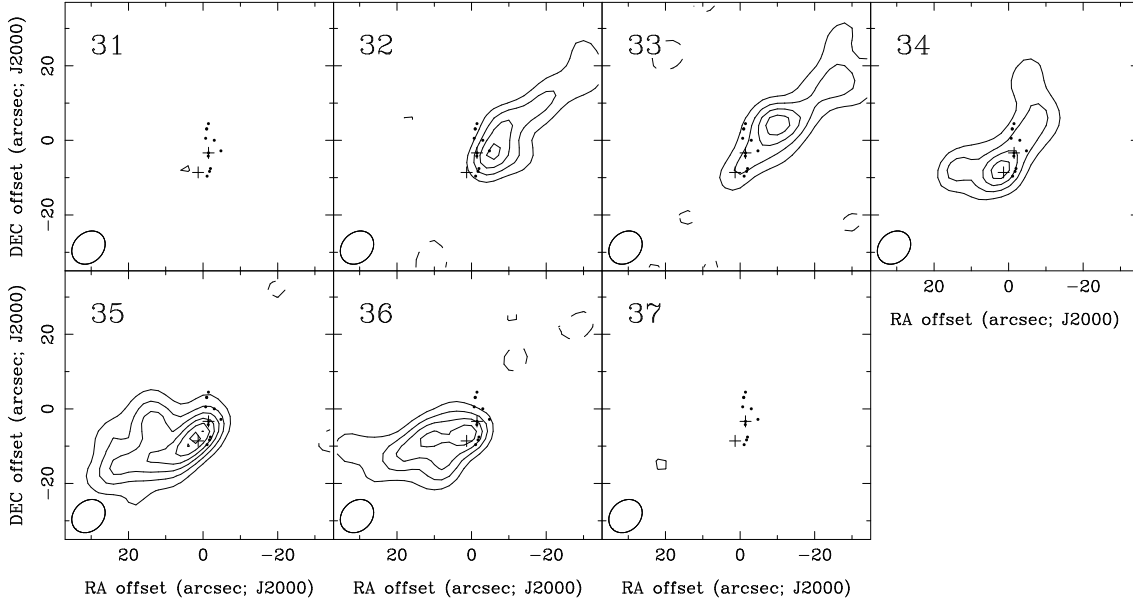 31 32 33 34
DEC offset (arcsec; J2000)
20 0 −20
20 0 −20
RA offset (arcsec; J2000)
35 36 37
DEC offset (arcsec; J2000)
20 0 −20
20 0 −20 20 0 −20 20 0 −20
RA offset (arcsec; J2000) RA offset (arcsec; J2000) RA offset (arcsec; J2000)